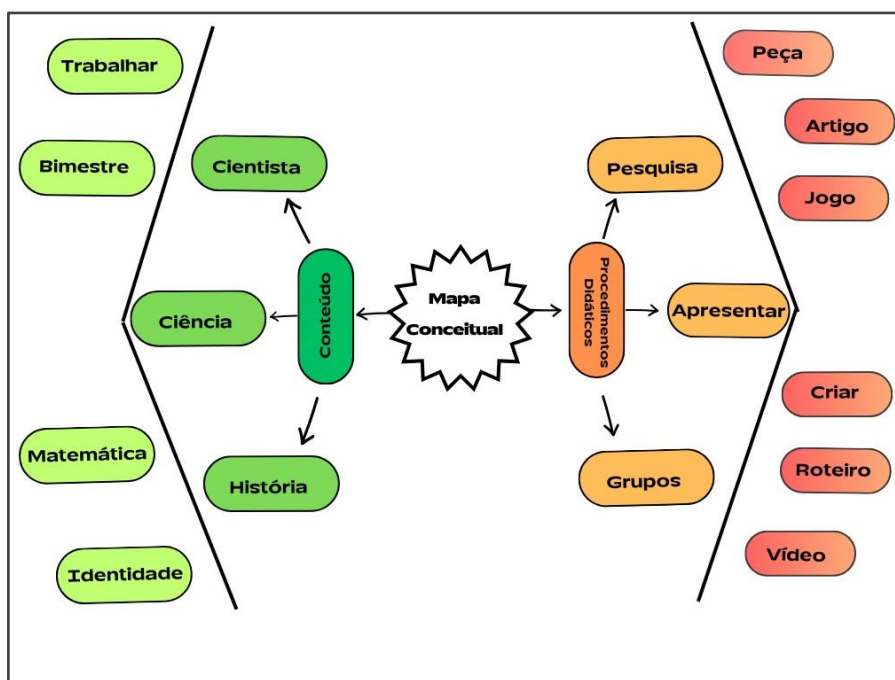 Trabalhar
Bimestre
Matemática
Identidade
Cientista
Ciência
História
Conteúdo
Mapa
Conceitual
Procedimentos
Didáticos
Pesquisa
Apresentar
Grupos
Peça
Artigo
Jogo
Criar
Roteiro
Vídeo